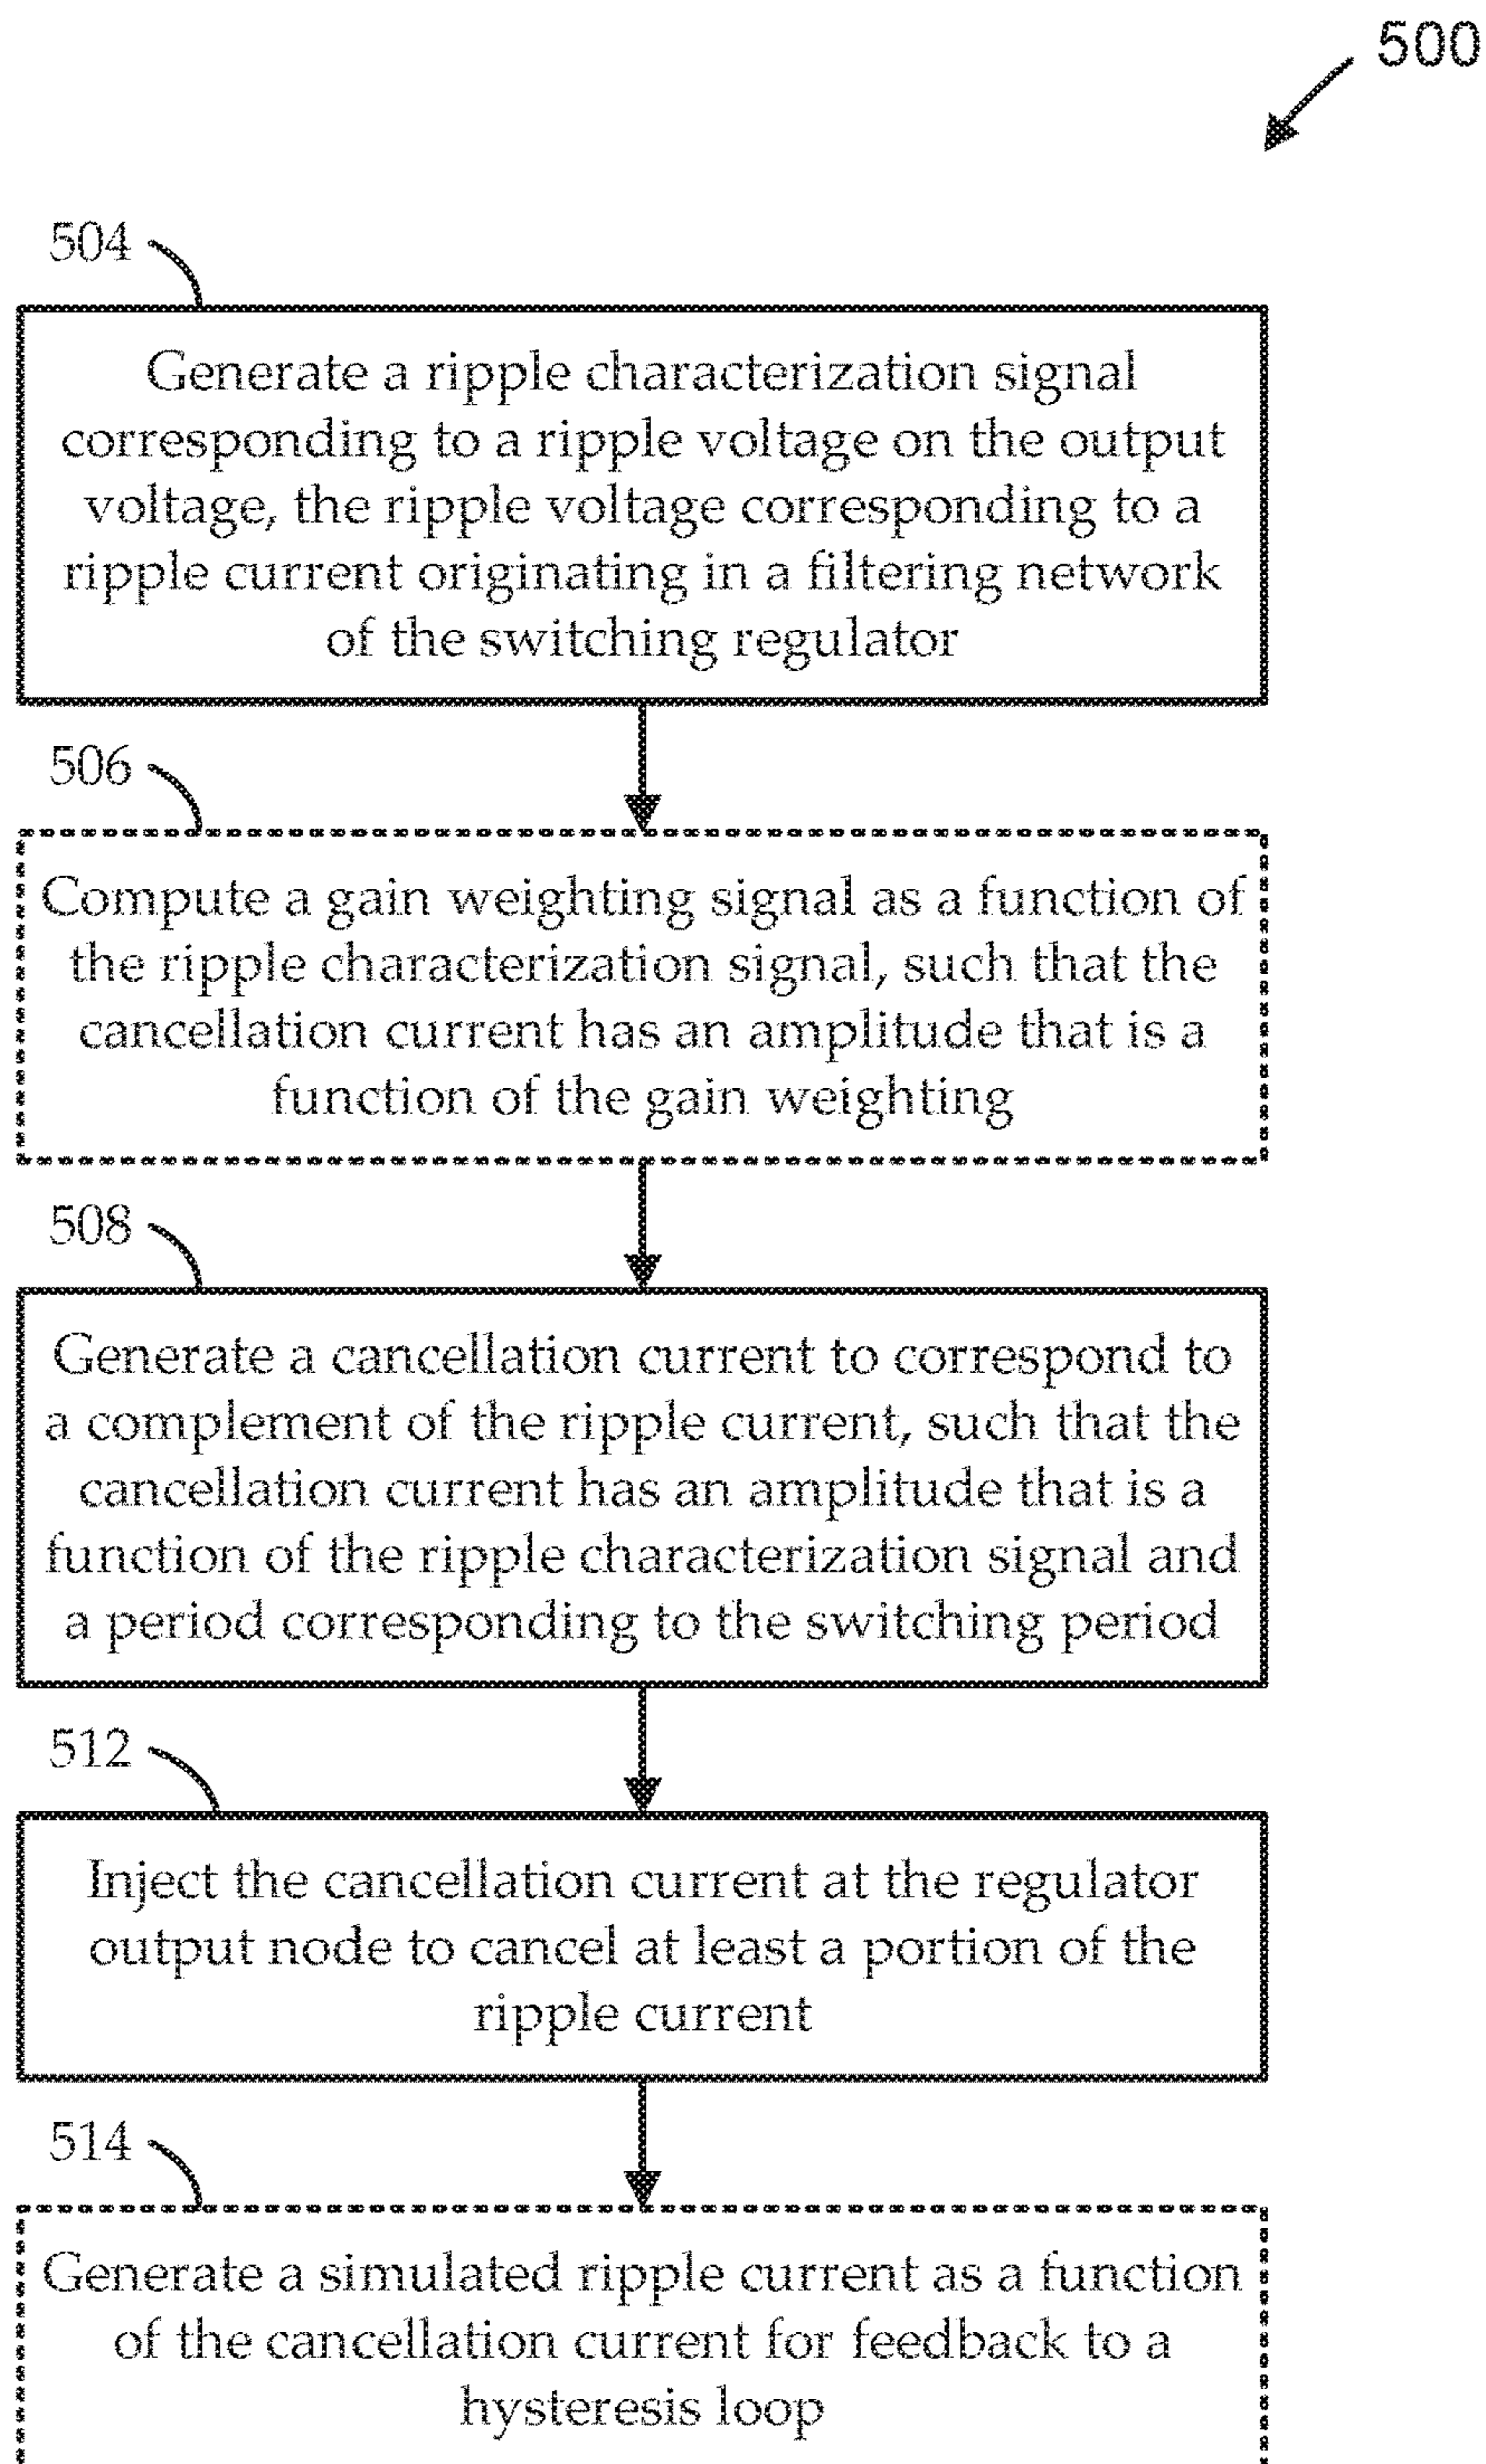 500
504
Generate a ripple characterization signal
corresponding to a ripple voltage on the output
voltage, the ripple voltage corresponding to a
ripple current originating in a filtering network
of the switching regulator
506
Compute a gain weighting signal as a function of
the ripple characterization signal, such that the
cancellation current has an amplitude that is a
function of the gain weighting
508
Generate a cancellation current to correspond to
a complement of the ripple current, such that the
cancellation current has an amplitude that is a
function of the ripple characterization signal and
a period corresponding to the switching period
512
Inject the cancellation current at the regulator
output node to cancel at least a portion of the
ripple current
514
Generate a simulated ripple current as a function
of the cancellation current for feedback to a
hysteresis loop